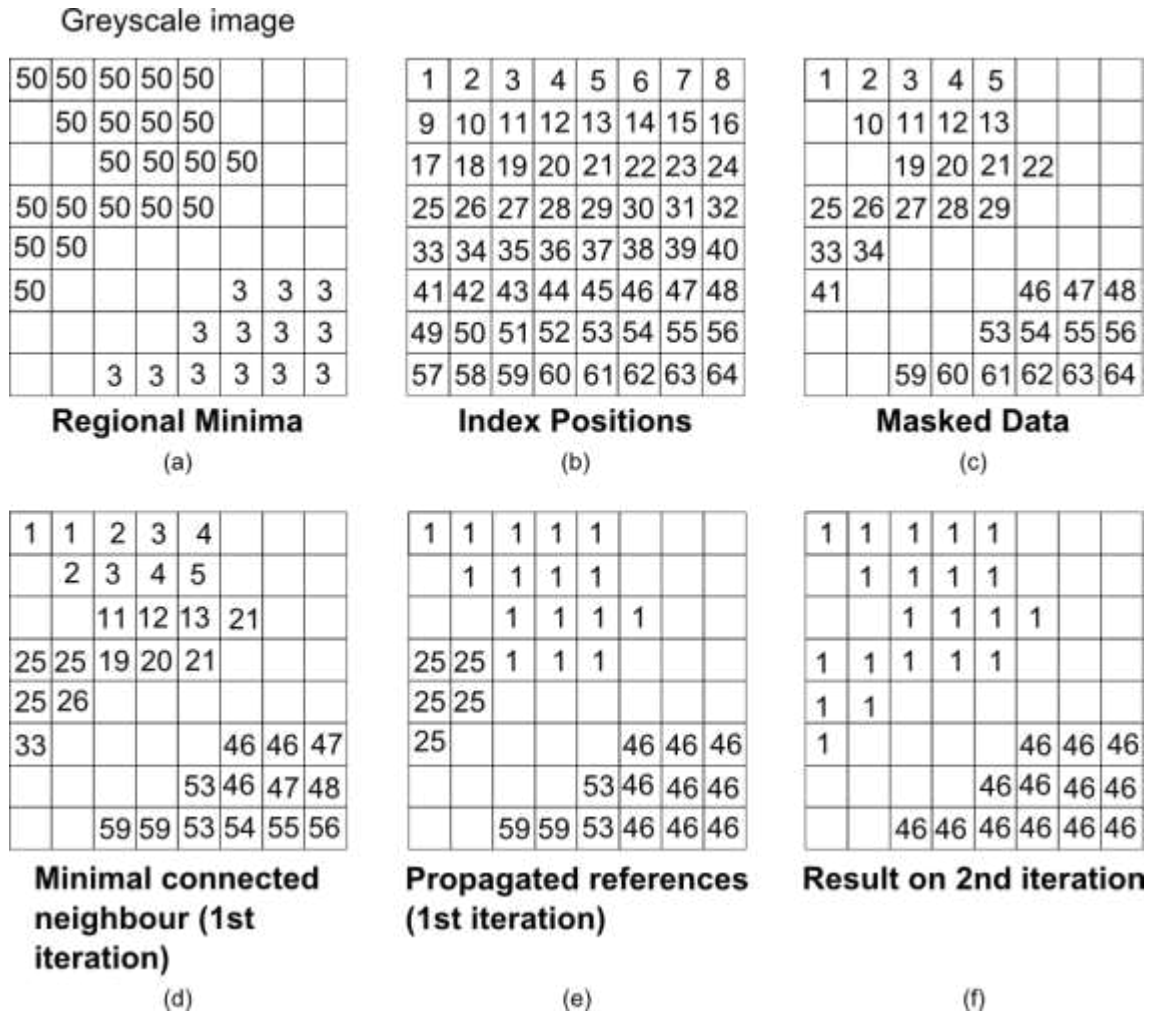 Greyscale image
50 50 50 50 50
50 50 50 50
50 50 50 50
50 50 50 50 50
50 50
50 3 3 3
3 3 3 3
3 3 3 3 3 3
Regional Minima
(a)
1 2 3 4 5 6 7 8
9 10 11 12 13 14 15 16
17 18 19 20 21 22 23 24
25 26 27 28 29 30 31 32
33 34 35 36 37 38 39 40
41 42 43 44 45 46 47 48
49 50 51 52 53 54 55 56
57 58 59 60 61 62 63 64
Index Positions
(b)
1 2 3 4 5
10 11 12 13
19 20 21 22
25 26 27 28 29
33 34
41 46 47 48
53 54 55 56
59 60 61 62 63 64
Masked Data
(c)
1 1 2 3 4
2 3 4 5
11 12 13 21
25 25 19 20 21
25 26
33 46 46 47
53 46 47 48
59 59 53 54 55 56
Minimal connected
neighbour (1st
iteration)
(d)
1 1 1 1 1
1 1 1 1
1 1 1 1
25 25 1 1 1
25 25
25 46 46 46
53 46 46 46
59 59 53 46 46 46
Propagated references
(1st iteration)
(e)
1 1 1 1 1
1 1 1 1
1 1 1 1
1 1 1 1 1
1 1
1 46 46 46
46 46 46 46
46 46 46 46 46 46
Result on 2nd iteration
(f)